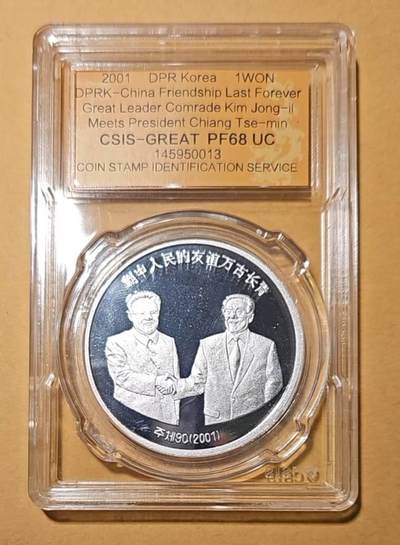 2001 DPR Korea 1WON
DPRK-China Friendship Last Forever
Great Leader Comrade Kim Jong-il
Meets President Chiang Tse-min
CSIS-GREAT PF68 UC
145950013
COIN STAMP IDENTIFICATION SERVICE
朝中人民的友谊万古长青
주체90(2001)